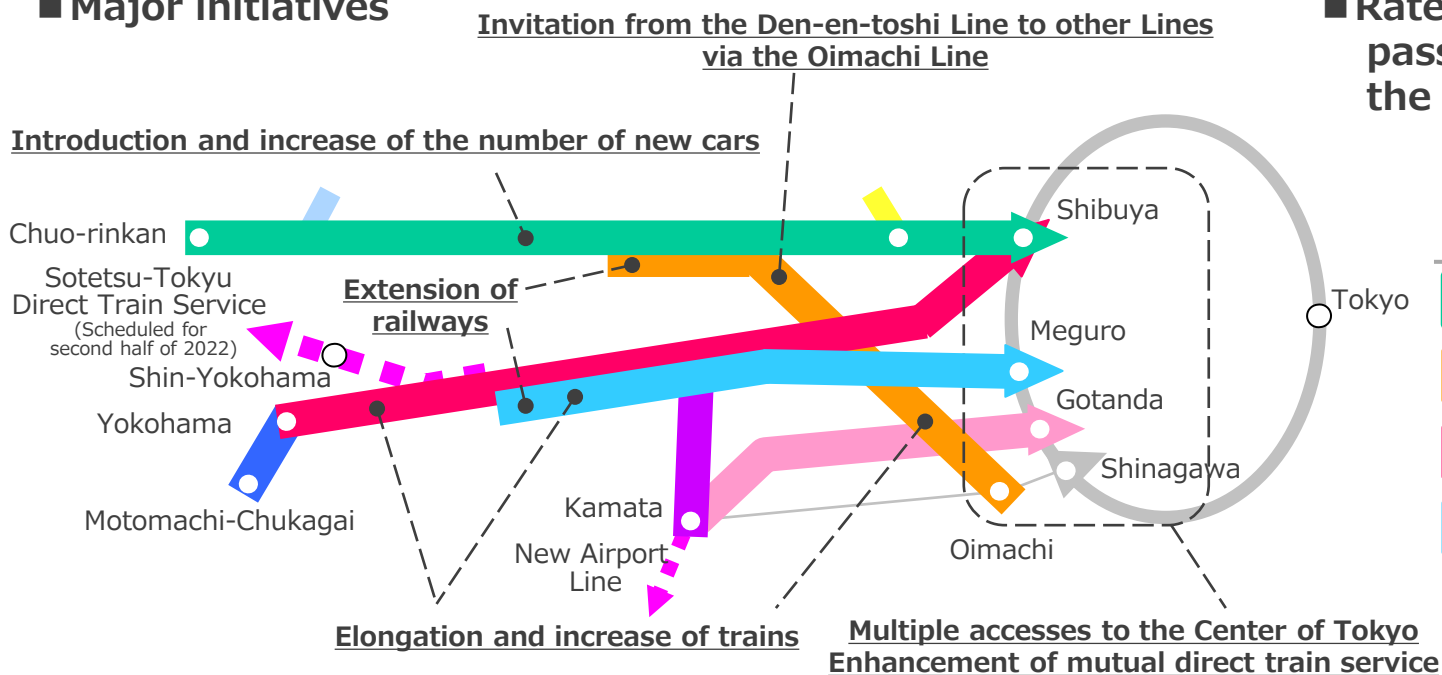 ■Major initiatives
Invitation from the Den-en-toshi Line to other Lines
via the Oimachi Line
■Rate
pass
the
Introduction and increase of the number of new cars
Chuo-rinkan
Shibuya
Sotetsu-Tokyu
Direct Train Service
(Scheduled for
second half of 2022)
Extension of
railways
Tokyo
Meguro
Shin-Yokohama
Yokohama
Gotanda
Shinagawa
Motomachi-Chukagai
Kamata
New Airport
Line
Oimachi
Elongation and increase of trains
Multiple accesses to the Center of Tokyo
Enhancement of mutual direct train service